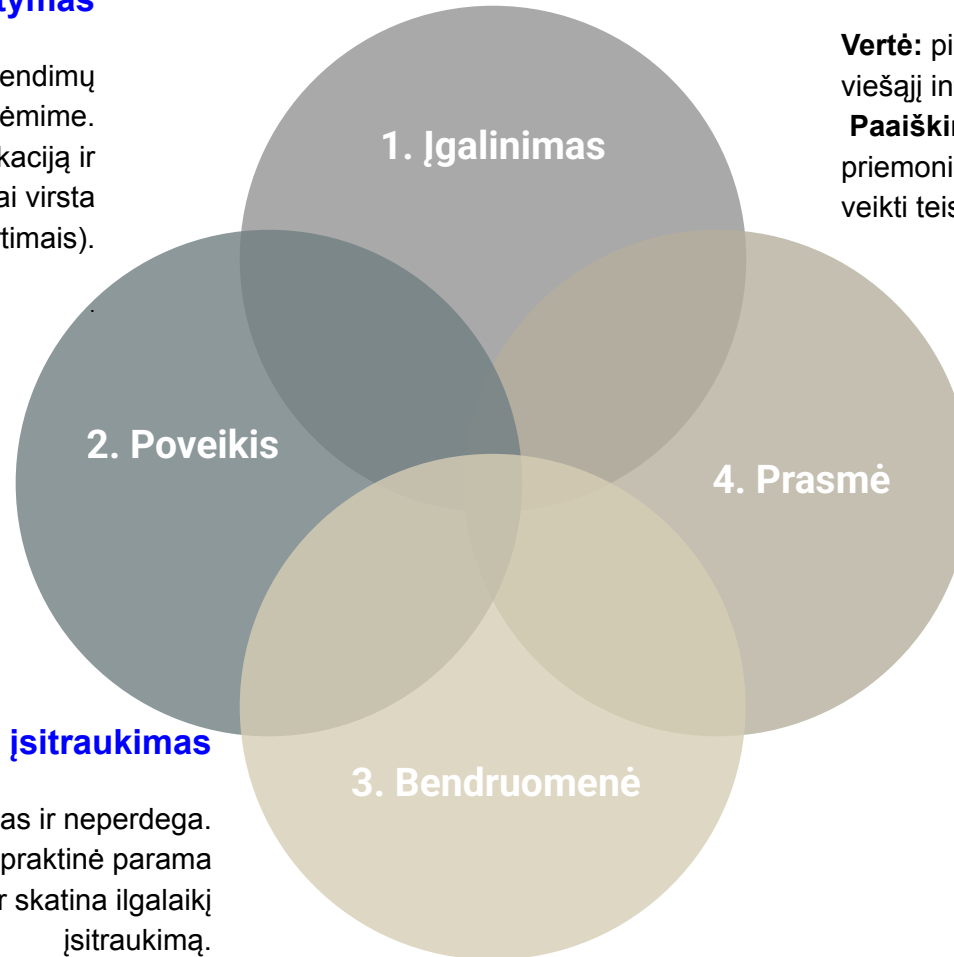 tymas
endimų
ėmime.
kaciją ir
ai virsta
timais).
.
1. Įgalinimas
Vertė: pi
viešąjį in
Paaiškin
priemoni
veikti teis
2. Poveikis
4. Prasmė
įsitraukimas
as ir neperdega.
praktinė parama
r skatina ilgalaikį
įsitraukimą.
3. Bendruomenė